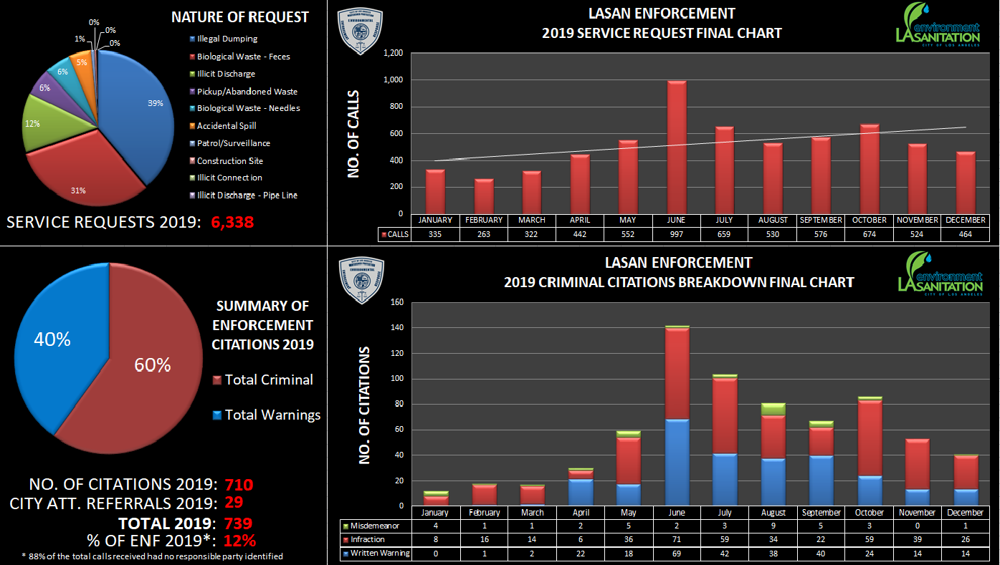 NATURE OF REQUEST
0%
0%
1%
0%
5%
6%
6%
12%
39%
31%
Illegal Dumping
Biological Waste - Feces
Illicit Discharge
Pickup/Abandoned Waste
Biological Waste - Needles
Accidental Spill
Patrol/Surveillance
Construction Site
Illicit Connection
Illicit Discharge - Pipe Line
SERVICE REQUESTS 2019: 6,338
LASAN ENFORCEMENT
2019 SERVICE REQUEST FINAL CHART
environment
LASANITATION
CITY OF LOS ANGELES
NO. OF CALLS
1,200
1,000
800
600
400
200
0
JANUARY FEBRUARY MARCH APRIL MAY JUNE JULY AUGUST SEPTEMBER OCTOBER NOVEMBER DECEMBER
CALLS 335 263 322 442 552 997 659 530 576 674 524 464
40%
60%
SUMMARY OF
ENFORCEMENT
CITATIONS 2019
Total Criminal
Total Warnings
NO. OF CITATIONS 2019: 710
CITY ATT. REFERRALS 2019: 29
TOTAL 2019: 739
% OF ENF 2019*: 12%
* 88% of the total calls received had no responsible party identified
LASAN ENFORCEMENT
2019 CRIMINAL CITATIONS BREAKDOWN FINAL CHART
environment
LASANITATION
CITY OF LOS ANGELES
NO. OF CITATIONS
160
140
120
100
80
60
40
20
0
January February March April May June July August September October November December
Misdemeanor 4 1 1 2 5 2 3 9 5 3 0 1
Infraction 8 16 14 6 36 71 59 34 22 59 39 26
Written Warning 0 1 2 22 18 69 42 38 40 24 14 14